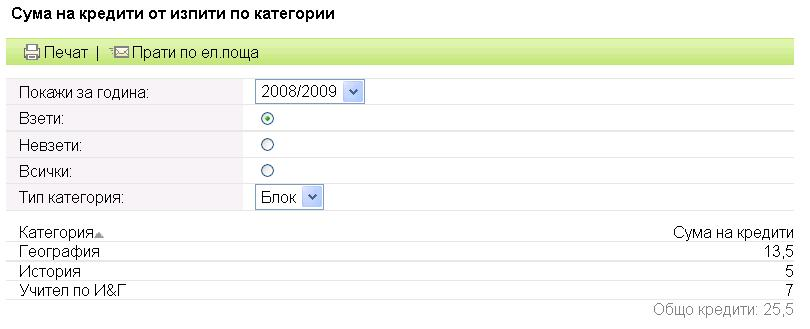 Сума на кредити от изпити по категории
Печат | Прати по ел.поща
Покажи за година: 2008/2009
Взети:
Невзети:
Всички:
Тип категория: Блок
Категория Сума на кредити
География 13,5
История 5
Учител по И&Г 7
Общо кредити: 25,5